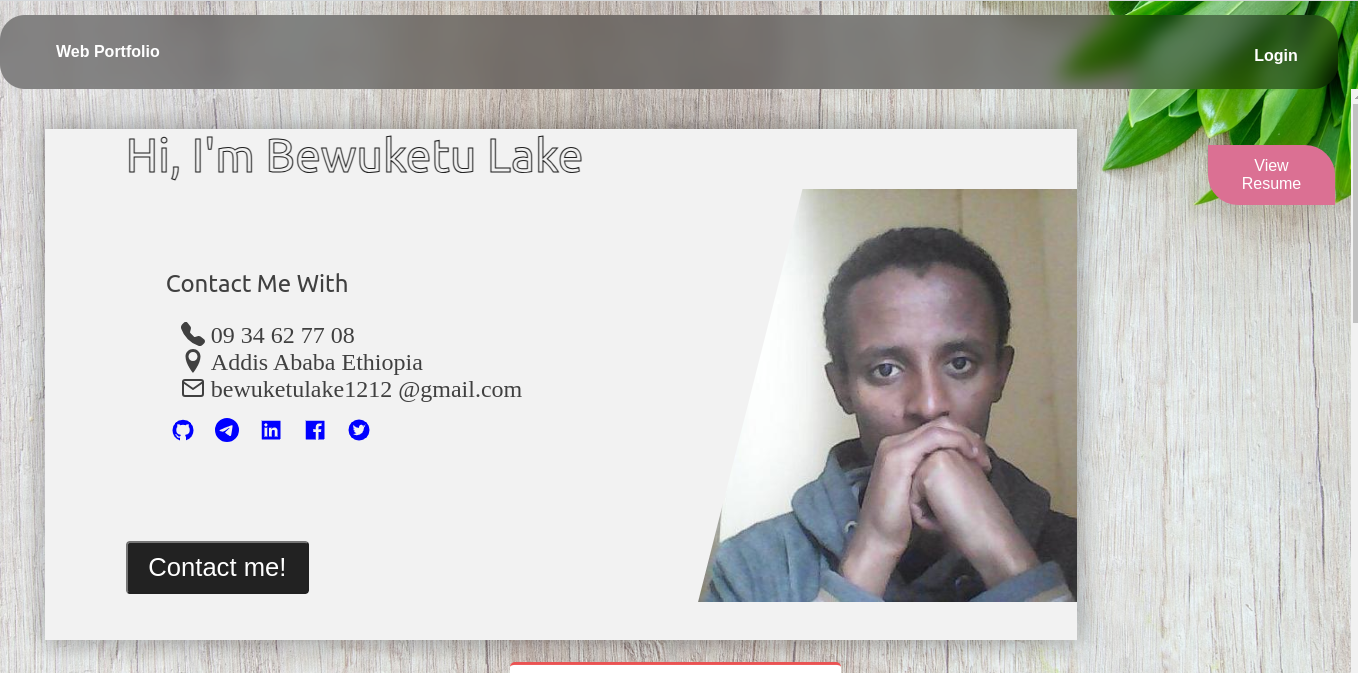 Web Portfolio
Login
Hi, I'm Bewuketu Lake
View
Resume
Contact Me With
09 34 62 77 08
Addis Ababa Ethiopia
bewuketulake1212 @gmail.com
Contact me!